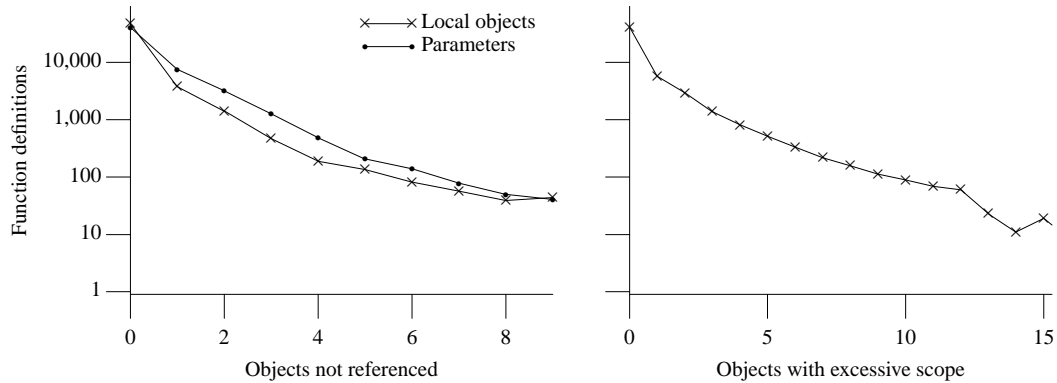 Local objects
Parameters
Function definitions
10,000
1,000
100
10
1
0 2 4 6 8
Objects not referenced
0 5 10 15
Objects with excessive scope